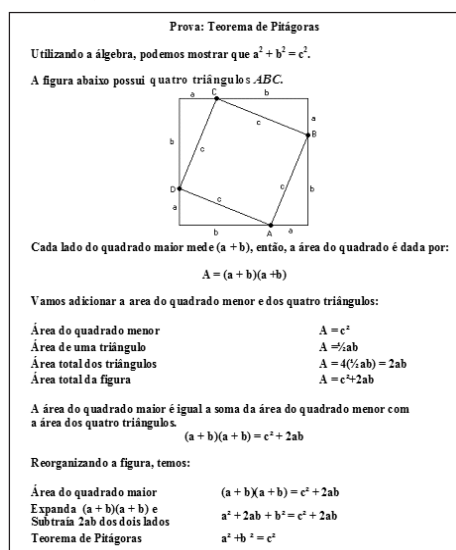 Prova: Teorema de Pitágoras
Utilizando a álgebra, podemos mostrar que a² + b² = c².
A figura abaixo possui quatro triângulos ABC.
a C b
c a
B
b c
c b
D
a c
b A a
Cada lado do quadrado maior mede (a + b), então, a área do quadrado é dada por:
A = (a + b)(a +b)
Vamos adicionar a area do quadrado menor e dos quatro triângulos:
Área do quadrado menor A = c²
Área de uma triângulo A =½ab
Área total dos triângulos A = 4(½ab) = 2ab
Área total da figura A = c²+2ab
A área do quadrado maior é igual a soma da área do quadrado menor com
a área dos quatro triângulos.
(a + b)(a + b) = c² + 2ab
Reorganizando a figura, temos:
Área do quadrado maior (a + b)(a + b) = c² + 2ab
Expanda (a + b)(a + b) e
Subtraía 2ab dos dois lados a² + 2ab + b² = c² + 2ab
Teorema de Pitágoras a² +b ² = c²